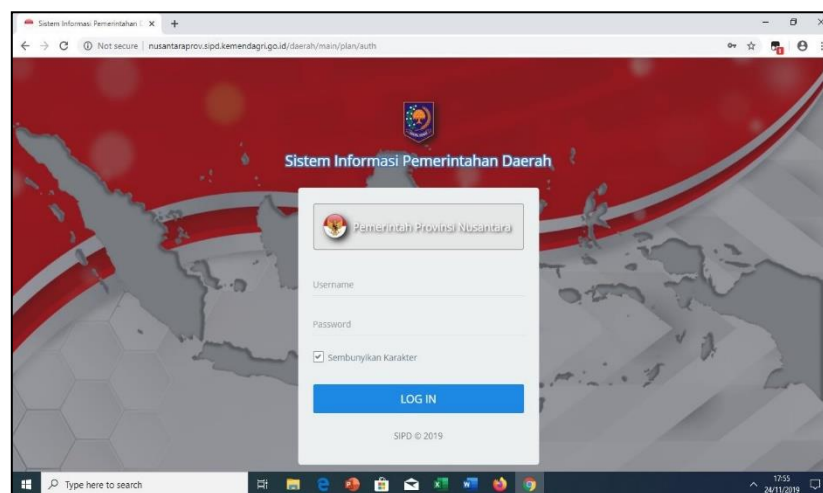 Sistem Informasi Pemerintahan
Not secure | nusantaraprov.sipd.kemendagri.go.id/daerah/main/plan/auth
Sistem Informasi Pemerintahan Daerah
Pemerintah Provinsi Nusantara
Username
Password
Sembunyikan Karakter
LOG IN
SIPD © 2019
Type here to search
17:55
24/11/2019